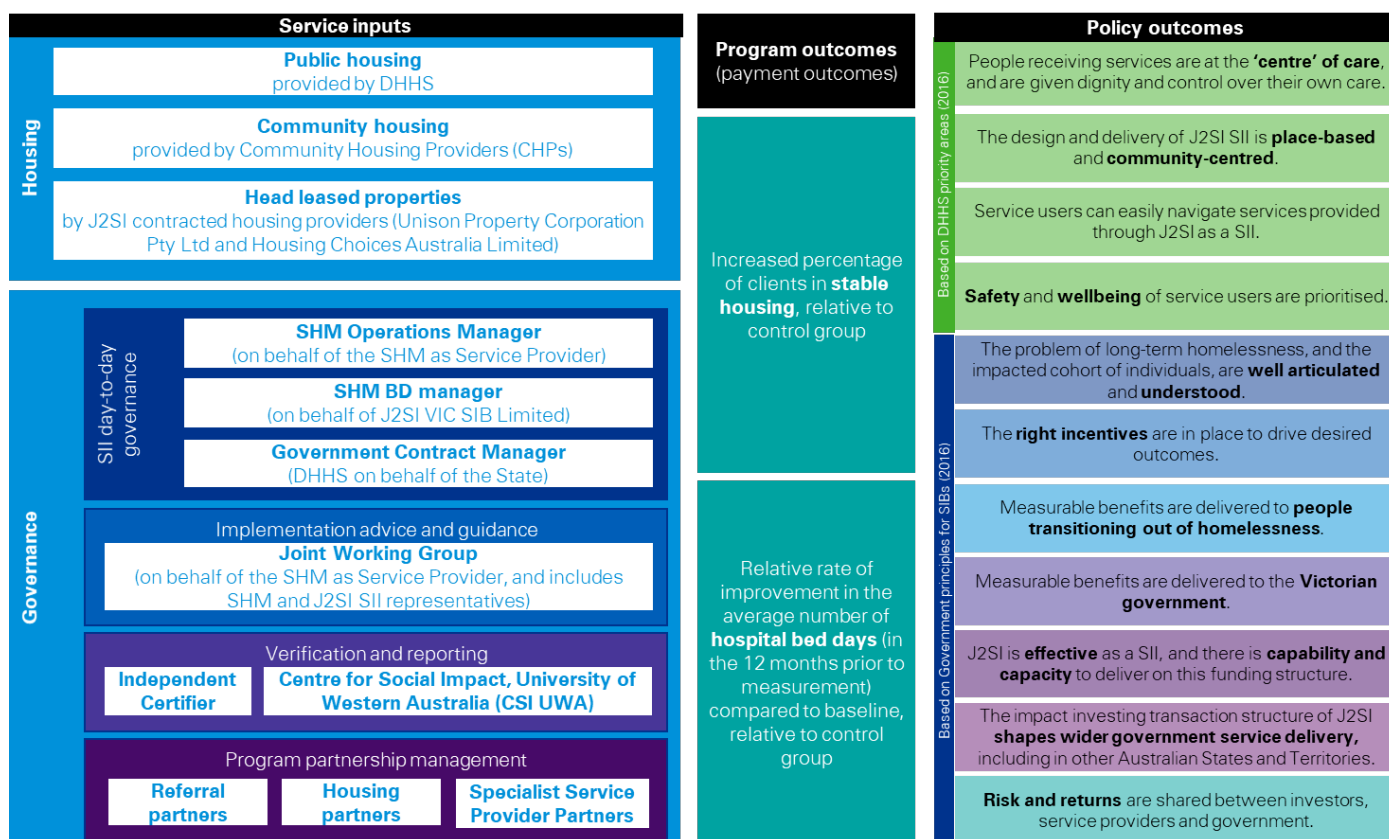 Service inputs
Housing
Public housing
provided by DHHS
Community housing
provided by Community Housing Providers (CHPs)
Head leased properties
by J2SI contracted housing providers (Unison Property Corporation
Pty Ltd and Housing Choices Australia Limited)
Governance
SII day-to-day
governance
SHM Operations Manager
(on behalf of the SHM as Service Provider)
SHM BD manager
(on behalf of J2SI VIC SIB Limited)
Government Contract Manager
(DHHS on behalf of the State)
Implementation advice and guidance
Joint Working Group
(on behalf of the SHM as Service Provider, and includes
SHM and J2SI SII representatives)
Verification and reporting
Independent
Certifier
Centre for Social Impact, University of
Western Australia (CSI UWA)
Program partnership management
Referral
partners
Housing
partners
Specialist Service
Provider Partners
Program outcomes
(payment outcomes)
Increased percentage
of clients in stable
housing, relative to
control group
Relative rate of
improvement in the
average number of
hospital bed days (in
the 12 months prior to
measurement)
compared to baseline,
relative to control
group
Policy outcomes
Based on DHHS priority areas (2016)
People receiving services are at the ‘centre’ of care,
and are given dignity and control over their own care.
The design and delivery of J2SI SII is place-based
and community-centred.
Service users can easily navigate services provided
through J2SI as a SII.
Safety and wellbeing of service users are prioritised.
Based on Government principles for SIBs (2016)
The problem of long-term homelessness, and the
impacted cohort of individuals, are well articulated
and understood.
The right incentives are in place to drive desired
outcomes.
Measurable benefits are delivered to people
transitioning out of homelessness.
Measurable benefits are delivered to the Victorian
government.
J2SI is effective as a SII, and there is capability and
capacity to deliver on this funding structure.
The impact investing transaction structure of J2SI
shapes wider government service delivery,
including in other Australian States and Territories.
Risk and returns are shared between investors,
service providers and government.